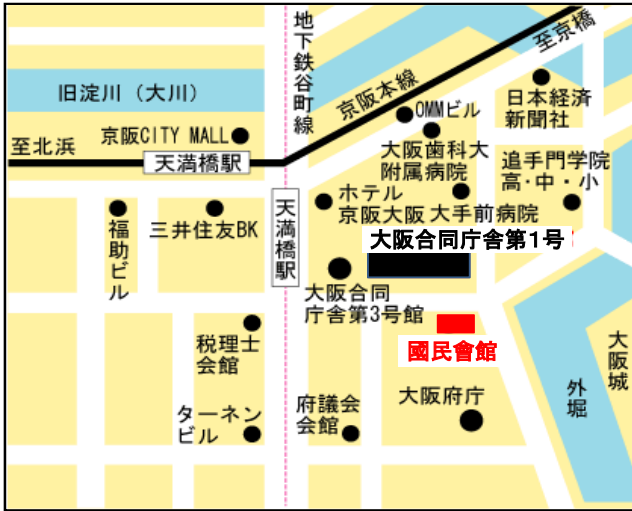 地下鉄谷町線
至京橋
旧淀川（大川）
京阪本線
OMMビル
日本経済
新聞社
至北浜
京阪CITY MALL
天満橋駅
大阪歯科大
附属病院
追手門学院
高・中・小
天満橋駅
ホテル
京阪大阪
大手前病院
福助ビル
三井住友BK
大阪合同庁舎第1号
大阪合同
庁舎第3号館
税理士
会館
國民會館
大阪城
外堀
ターネン
ビル
府議会
会館
大阪府庁